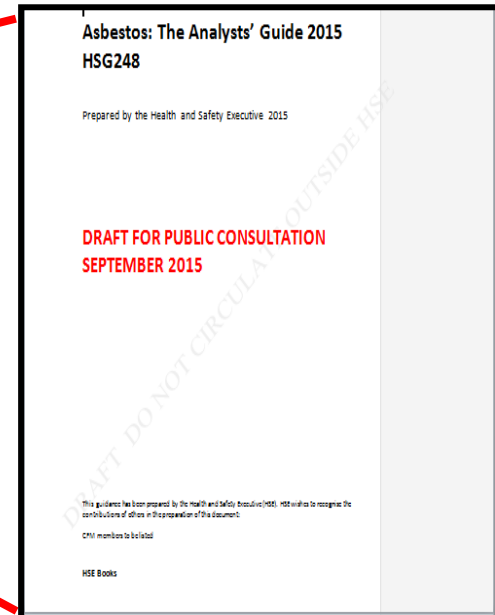 Asbestos: The Analysts' Guide 2015
HSG248
Prepared by the Health and Safety Executive 2015
DRAFT FOR PUBLIC CONSULTATION
SEPTEMBER 2015
DRAFT DO NOT CIRCULATE OUTSIDE HSE
This guidance has been prepared by the Health and Safety Executive (HSE). HSE wishes to recognise the
contributions of others in the preparation of this document:
CFM members to be listed
HSE Books